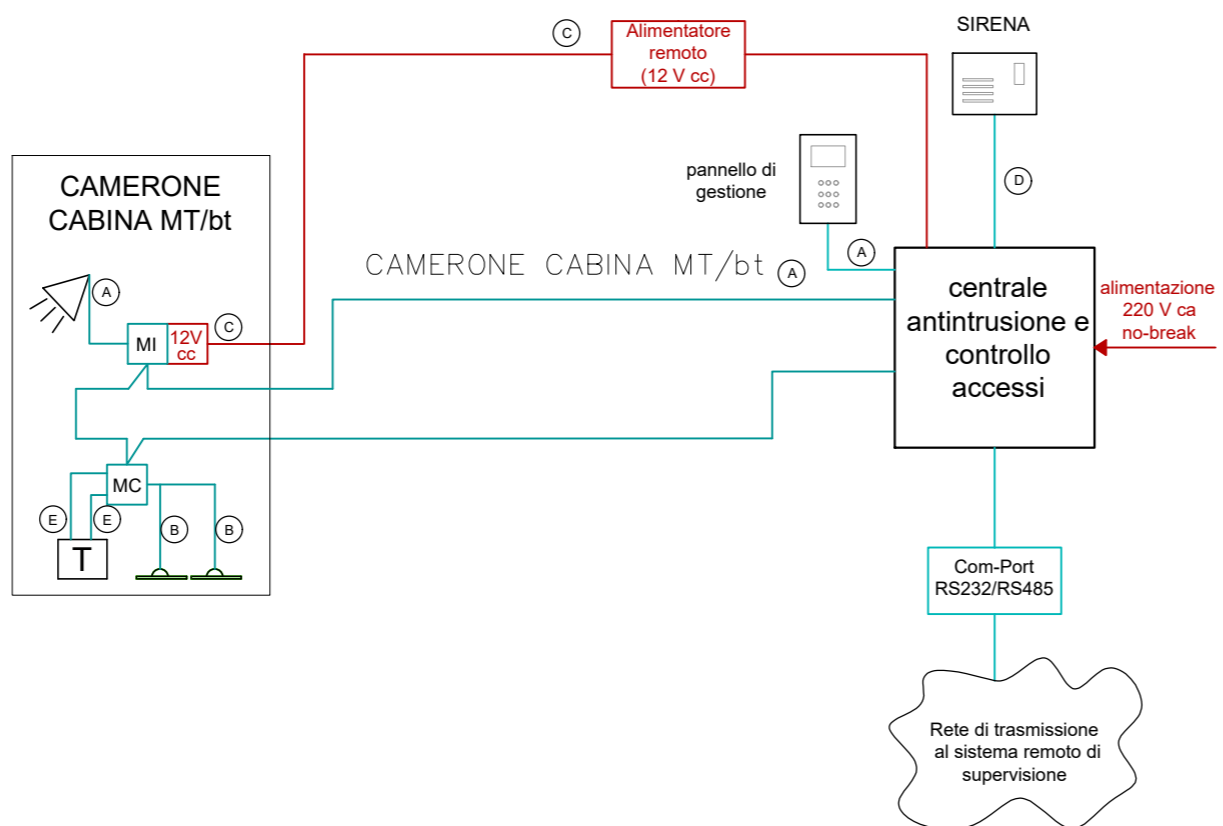 C
Alimentatore
remoto
(12 V cc)
SIRENA
pannello di
gestione
D
A
CAMERONE
CABINA MT/bt
CAMERONE CABINA MT/bt
A
A
MI
12V
cc
C
centrale
antintrusione e
controllo
accessi
alimentazione
220 V ca
no-break
MC
E
E
B
B
T
Com-Port
RS232/RS485
Rete di trasmissione
al sistema remoto di
supervisione